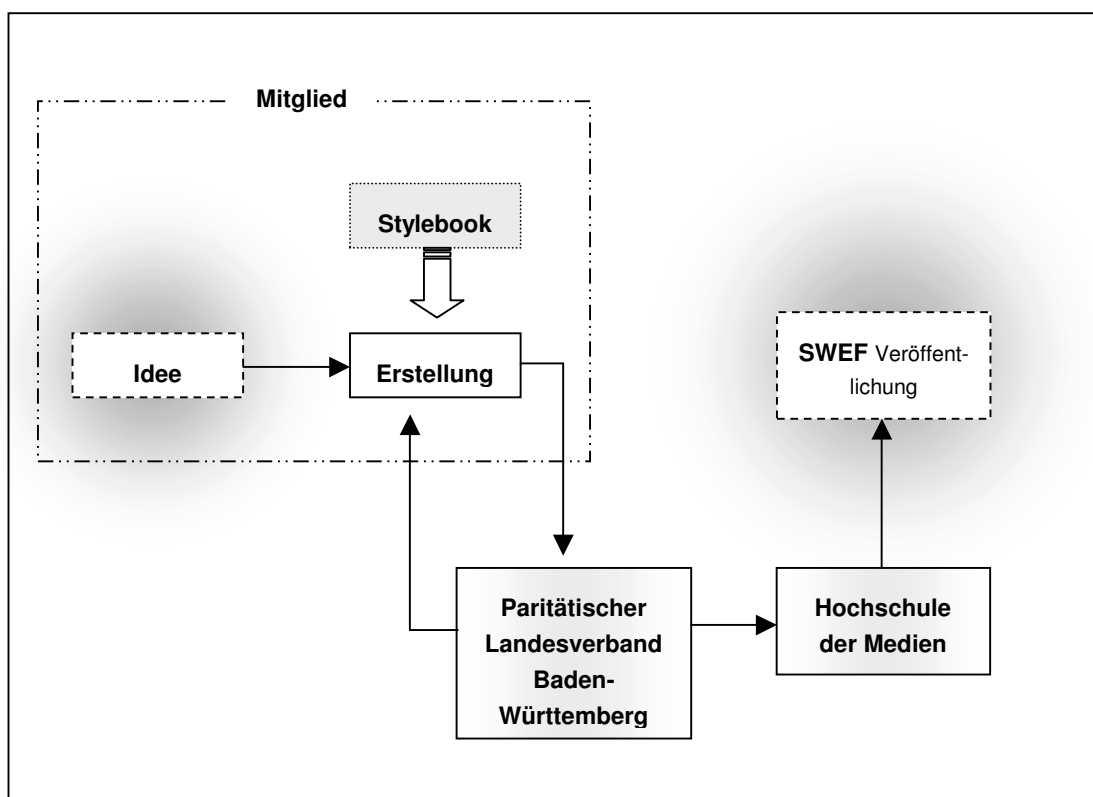 Mitglied
Stylebook
Idee
Erstellung
SWEF Veröffent-
lichung
Paritätischer
Landesverband
Baden-
Württemberg
Hochschule
der Medien